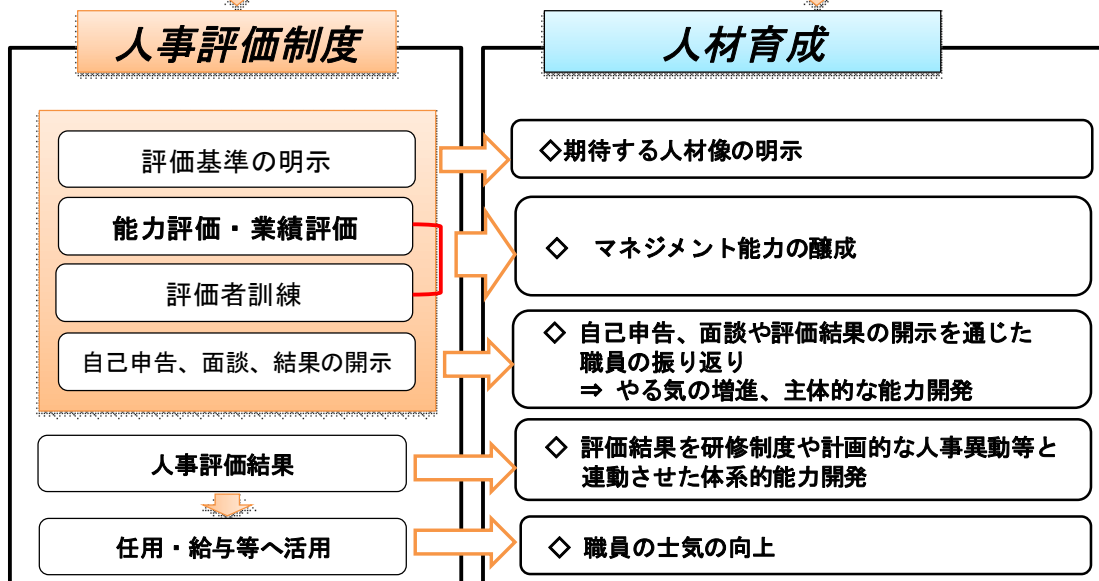 人事評価制度
人材育成
評価基準の明示
能力評価・業績評価
評価者訓練
自己申告、面談、結果の開示
人事評価結果
任用・給与等へ活用
◇期待する人材像の明示
◇ マネジメント能力の醸成
◇ 自己申告、面談や評価結果の開示を通じた
職員の振り返り
⇒ やる気の増進、主体的な能力開発
◇ 評価結果を研修制度や計画的な人事異動等と
連動させた体系的能力開発
◇ 職員の士気の向上